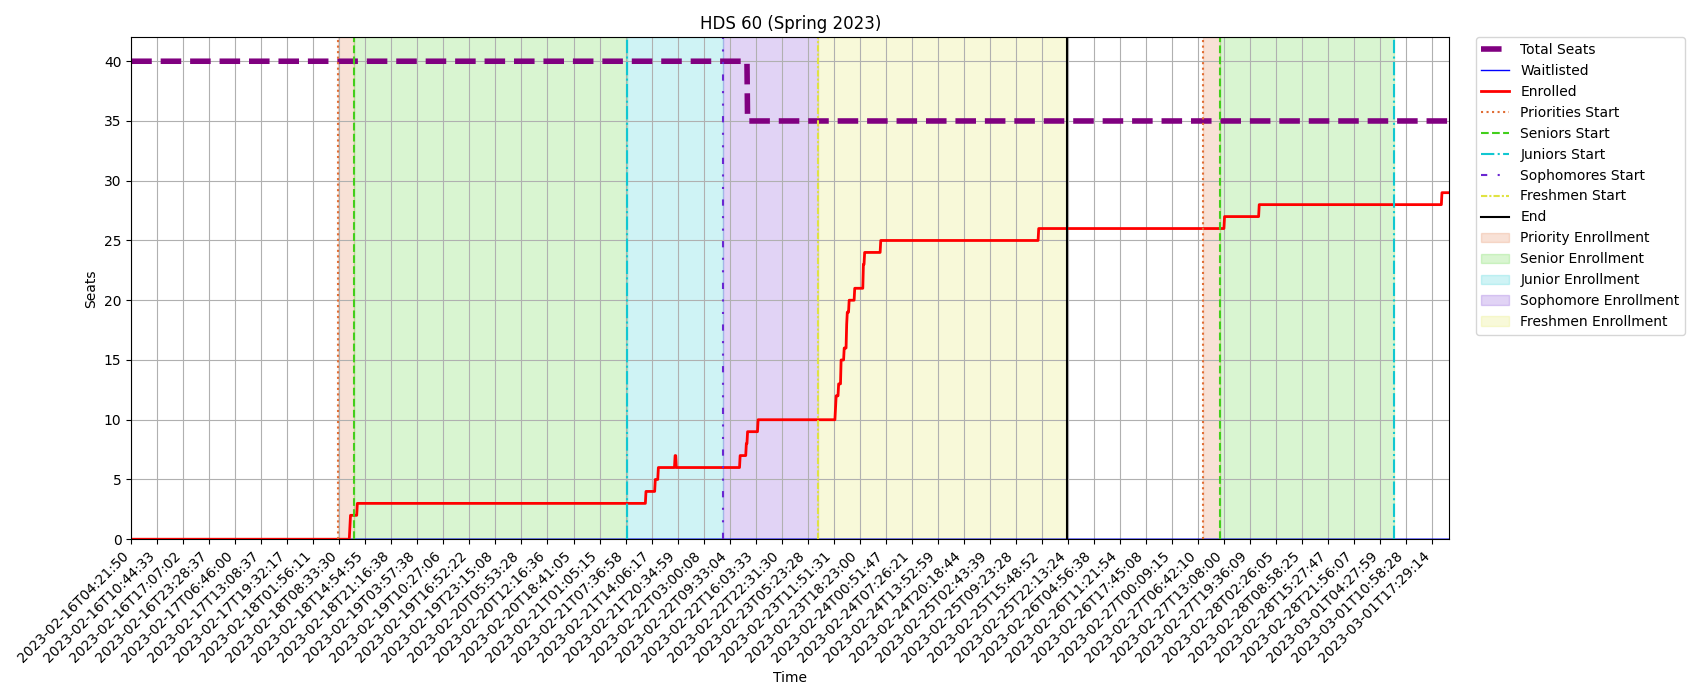 HDS 60 (Spring 2023)
Seats
40
35
30
25
20
15
10
5
0
2023-02-16T04:21:50
2023-02-16T10:44:33
2023-02-16T17:07:02
2023-02-16T23:28:37
2023-02-17T06:46:00
2023-02-17T13:08:37
2023-02-17T19:32:17
2023-02-18T01:56:11
2023-02-18T08:33:30
2023-02-18T14:54:55
2023-02-18T21:16:38
2023-02-19T03:57:38
2023-02-19T10:27:06
2023-02-19T16:52:22
2023-02-19T23:15:08
2023-02-20T05:53:28
2023-02-20T12:16:36
2023-02-20T18:41:05
2023-02-21T01:05:15
2023-02-21T07:36:58
2023-02-21T14:06:17
2023-02-21T20:34:59
2023-02-22T03:00:08
2023-02-22T09:33:04
2023-02-22T16:03:33
2023-02-22T22:31:30
2023-02-23T05:23:28
2023-02-23T11:51:31
2023-02-23T18:23:00
2023-02-24T00:51:47
2023-02-24T07:26:21
2023-02-24T13:52:59
2023-02-24T20:18:44
2023-02-25T02:43:39
2023-02-25T09:23:28
2023-02-25T15:48:52
2023-02-25T22:13:24
2023-02-26T04:56:38
2023-02-26T11:21:54
2023-02-26T17:45:08
2023-02-27T00:09:15
2023-02-27T06:42:10
2023-02-27T13:08:00
2023-02-27T19:36:09
2023-02-28T02:26:05
2023-02-28T08:58:25
2023-02-28T15:27:47
2023-02-28T21:56:07
2023-03-01T04:27:59
2023-03-01T10:58:28
2023-03-01T17:29:14
Time
Total Seats
Waitlisted
Enrolled
Priorities Start
Seniors Start
Juniors Start
Sophomores Start
Freshmen Start
End
Priority Enrollment
Senior Enrollment
Junior Enrollment
Sophomore Enrollment
Freshmen Enrollment